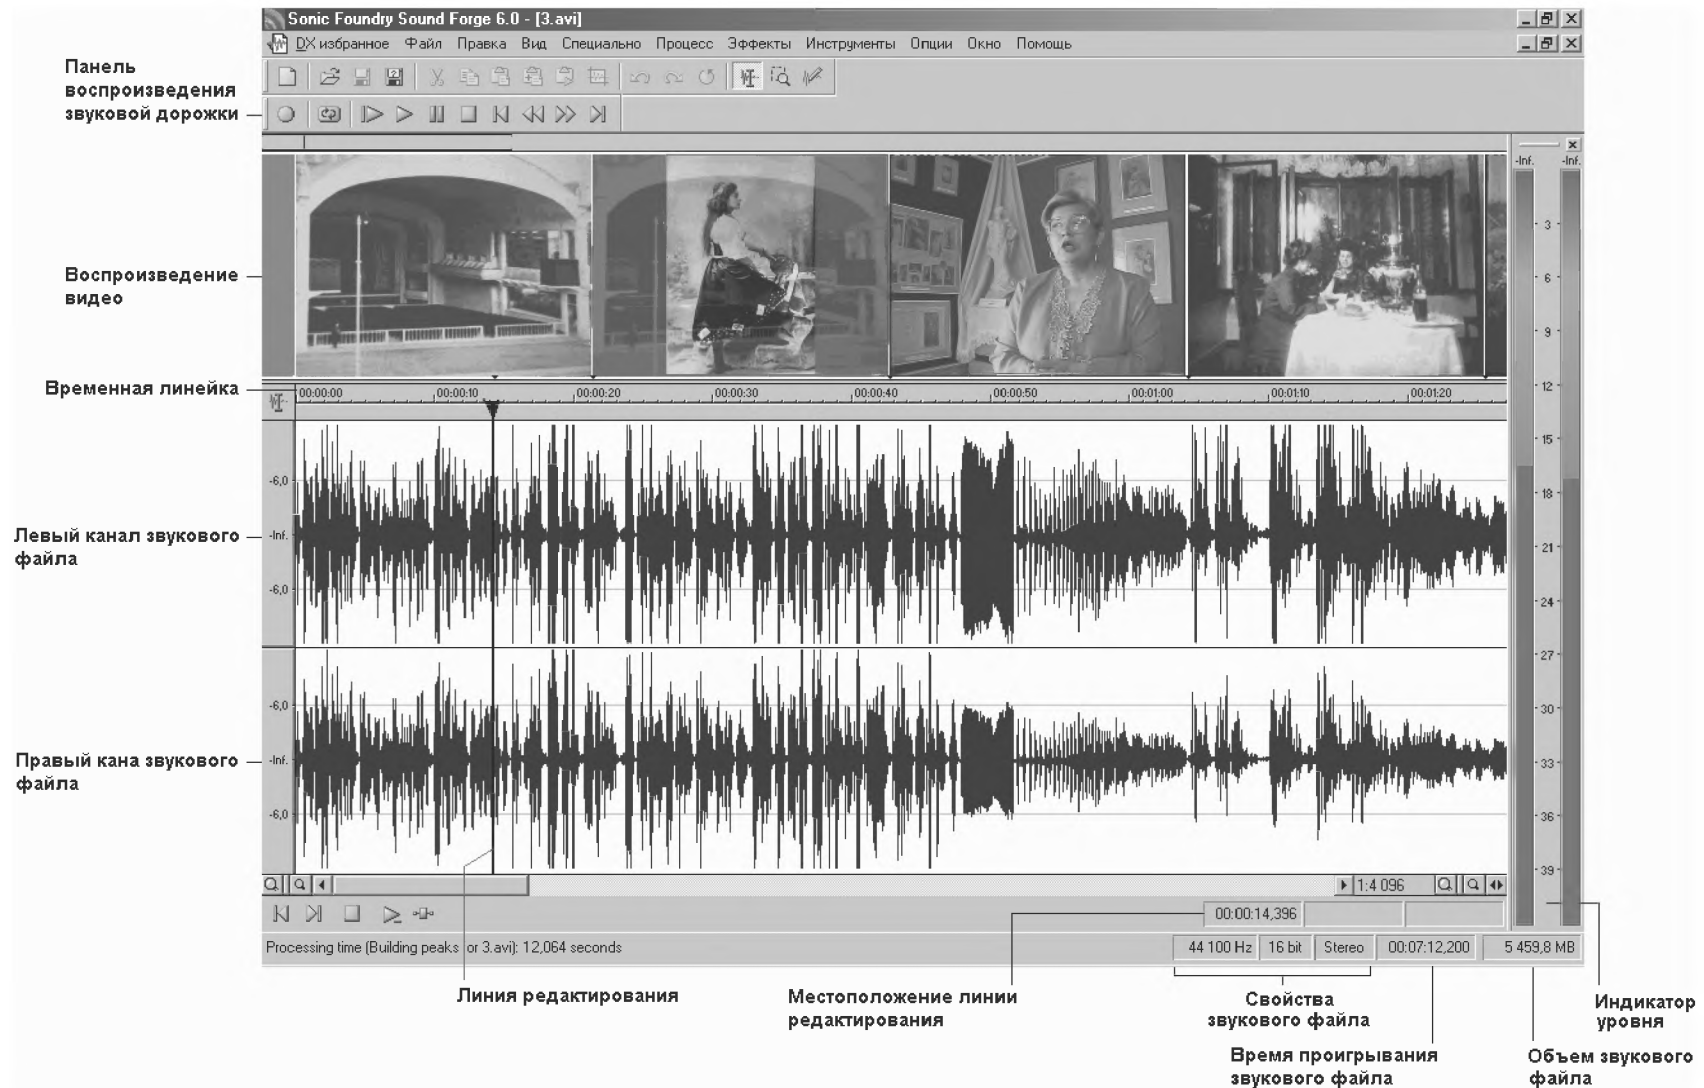 Sonic Foundry Sound Forge 6.0 - [3.avi]
DX избранное Файл Правка Вид Специально Процесс Эффекты Инструменты Опции Окно Помощь
Панель
воспроизведения
звуковой дорожки
-Inf. -Inf.
3
6
9
12
15
18
21
24
27
30
33
36
39
Воспроизведение
видео
Временная линейка
00:00:00 00:00:10 00:00:20 00:00:30 00:00:40 00:00:50 00:01:00 00:01:10 00:01:20
-6,0
-Inf.
-6,0
Левый канал звукового
файла
-6,0
-Inf.
-6,0
Правый кана звукового
файла
1:4 096
00:00:14,396
Processing time (Building peaks or 3.avi): 12,064 seconds
44 100 Hz 16 bit Stereo 00:07:12,200 5 459,8 MB
Линия редактирования
Местоположение линии
редактирования
Свойства
звукового файла
Индикатор
уровня
Время проигрывания
звукового файла
Объем звукового
файла